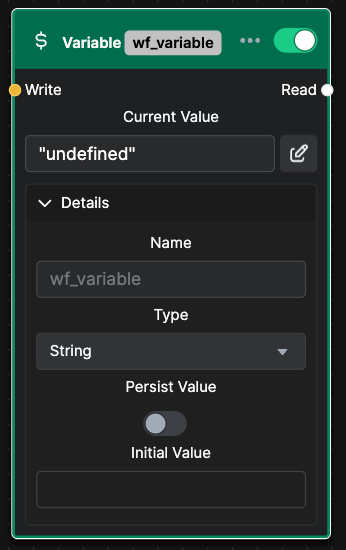 $ Variable wf_variable •••
Write Read
Current Value
"undefined"
Details
Name
wf_variable
Type
String
Persist Value
Initial Value